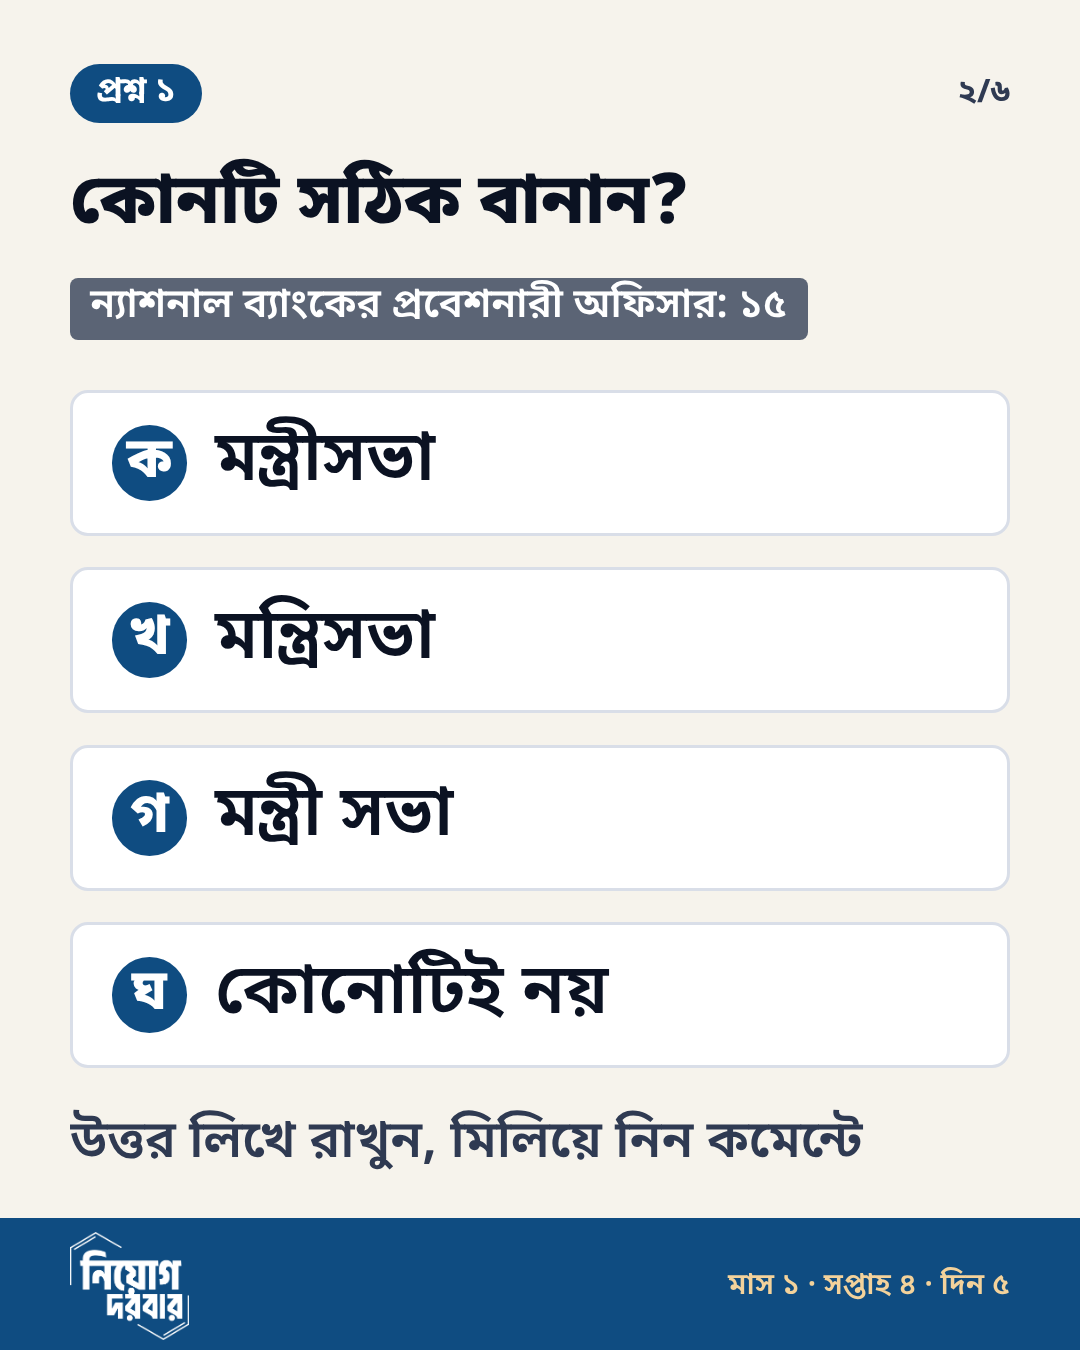 প্রশ্ন ১
২/৬
কোনটি সঠিক বানান?
ন্যাশনাল ব্যাংকের প্রবেশনারী অফিসার: ১৫
ক মন্ত্রীসভা
খ মন্ত্রিসভা
গ মন্ত্রী সভা
ঘ কোনোটিই নয়
উত্তর লিখে রাখুন, মিলিয়ে নিন কমেন্টে
নিয়োগ
দরবার
মাস ১ · সপ্তাহ ৪ · দিন ৫